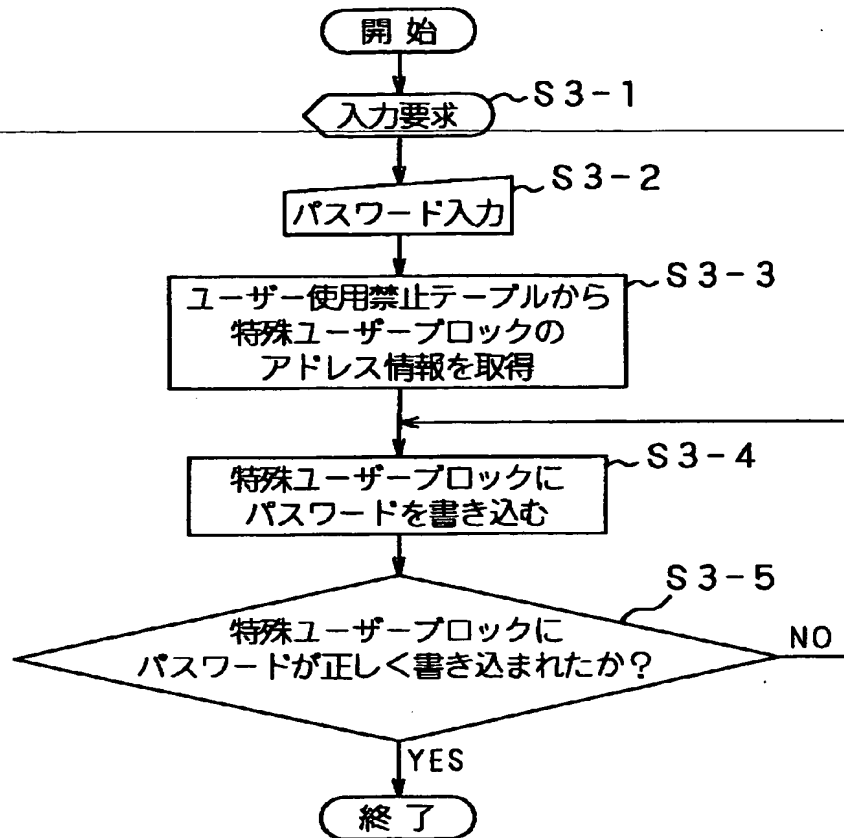 開始
入力要求
S3-1
パスワード入力
S3-2
ユーザー使用禁止テーブルから
特殊ユーザーブロックの
アドレス情報を取得
S3-3
特殊ユーザーブロックに
パスワードを書き込む
S3-4
特殊ユーザーブロックに
パスワードが正しく書き込まれたか？
S3-5
NO
YES
終了